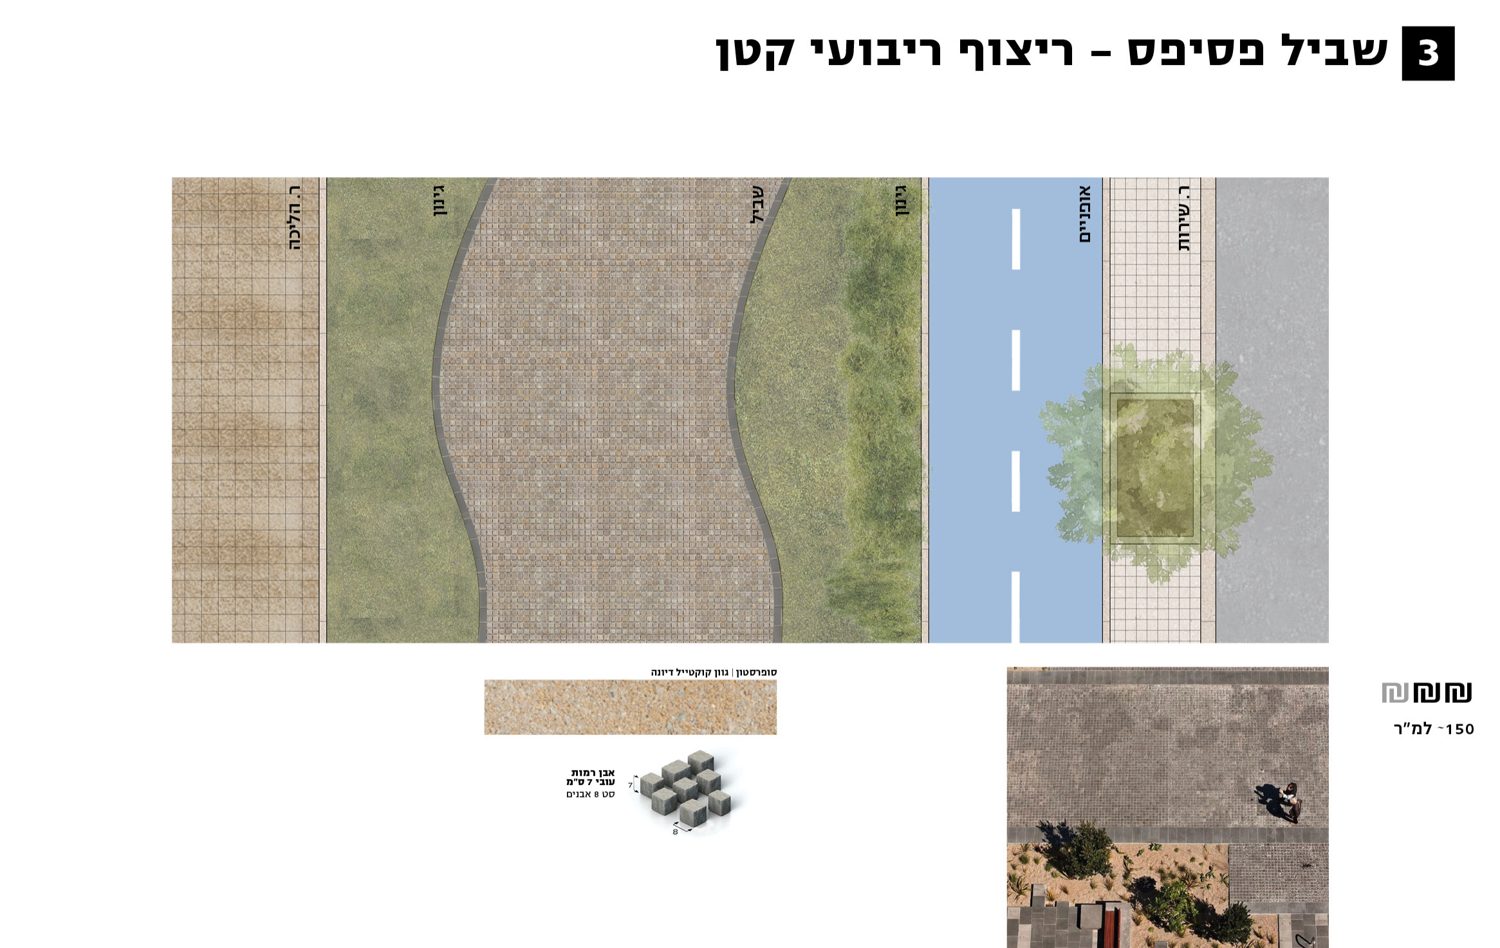 3 שביל פסיפס – ריצוף ריבועי קטן
ר. שירות
אופניים
גינון
שביל
גינון
ר. הליכה
סופרסטון | גוון קוקטייל דיונה
אבן רמות
עובי 7 ס"מ
סט 8 אבנים
7
8
₪₪₪
~150 למ"ר